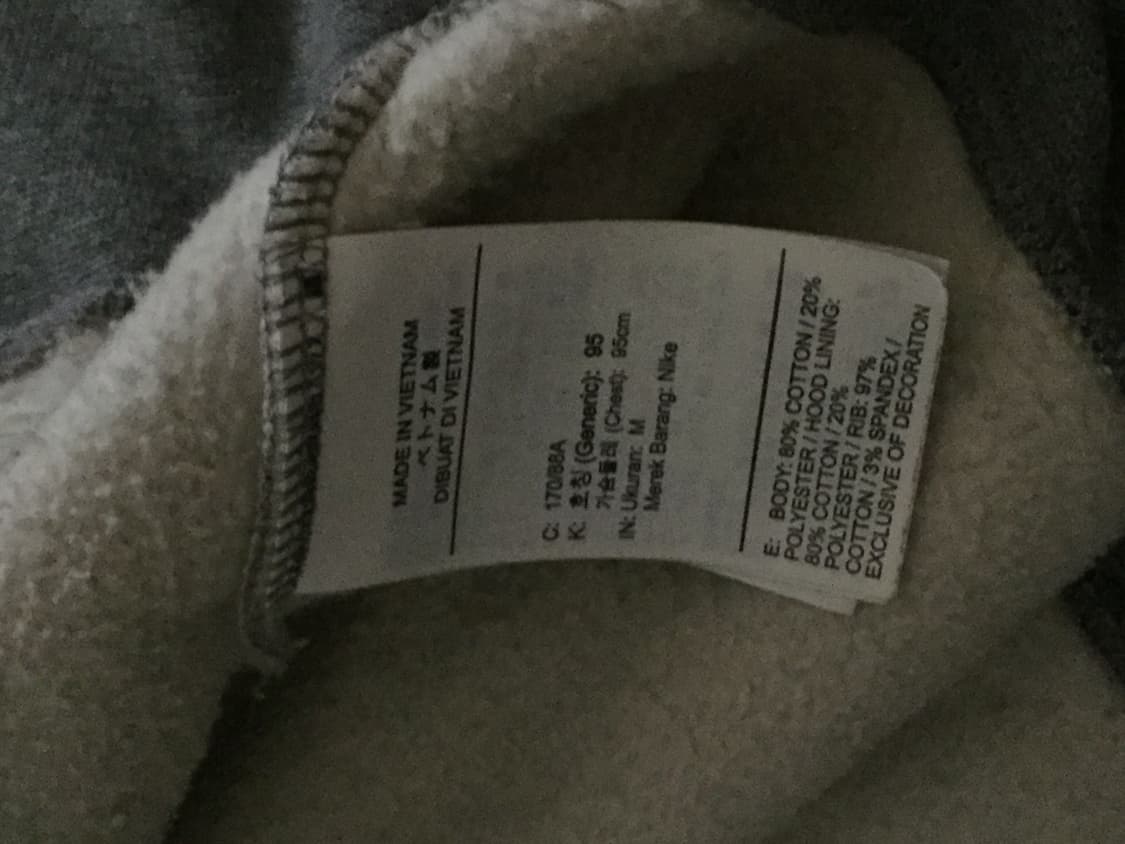 MADE IN VIETNAM
ベトナム製
DIBUAT DI VIETNAM
C: 170/88A
K: 호칭 (Generic): 95
가슴둘레 (Chest): 95cm
IN: Ukuran: M
Merek Barang: Nike
E: BODY: 80% COTTON / 20%
POLYESTER / HOOD LINING:
80% COTTON / 20%
POLYESTER / RIB: 97%
COTTON / 3% SPANDEX /
EXCLUSIVE OF DECORATION